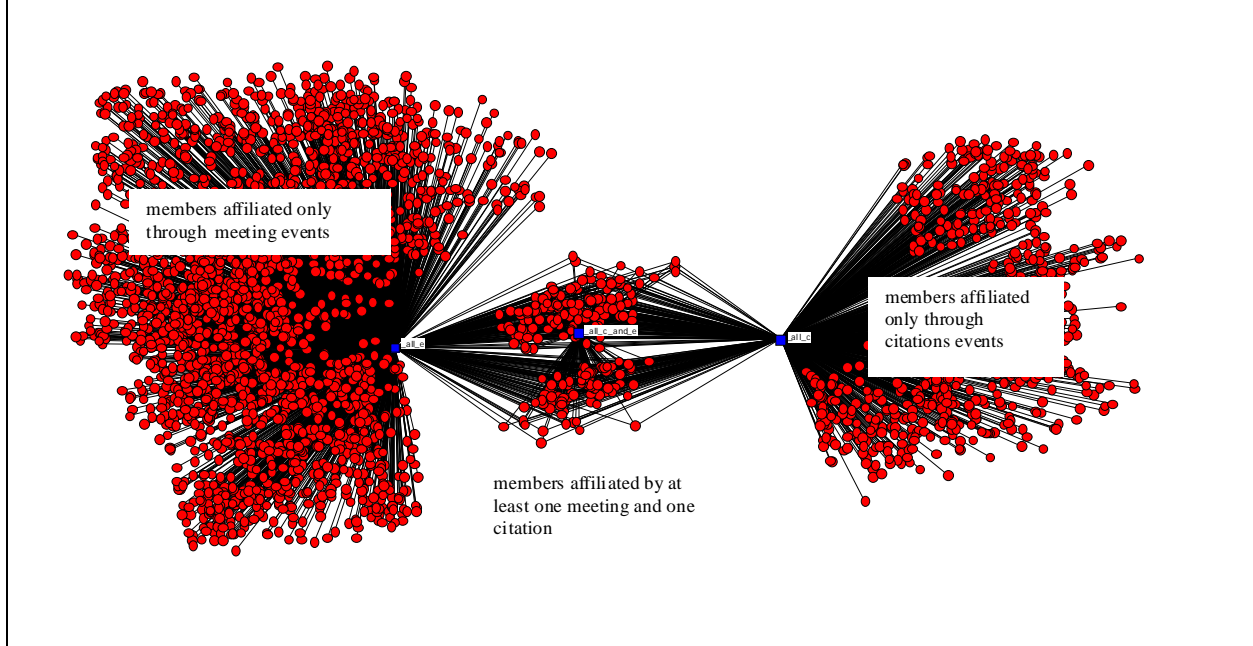 members affiliated only
through meeting events
members affiliated
only through
citations events
_all_c_and_e
_all_e
_all_c
members affiliated by at
least one meeting and one
citation